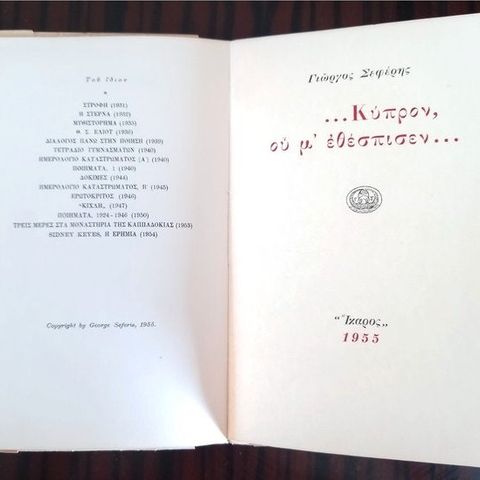 Τοῦ ἴδιου
*
ΣΤΡΟΦΗ (1931)
Η ΣΤΕΡΝΑ (1932)
ΜΥΘΙΣΤΟΡΗΜΑ (1935)
Θ. Σ. ΕΛΙΟΤ (1936)
ΔΙΑΛΟΓΟΣ ΠΑΝΩ ΣΤΗΝ ΠΟΙΗΣΗ (1939)
ΤΕΤΡΑΔΙΟ ΓΥΜΝΑΣΜΑΤΩΝ (1940)
ΗΜΕΡΟΛΟΓΙΟ ΚΑΤΑΣΤΡΩΜΑΤΟΣ (Α΄) (1940)
ΠΟΙΗΜΑΤΑ, 1 (1940)
ΔΟΚΙΜΕΣ (1944)
ΗΜΕΡΟΛΟΓΙΟ ΚΑΤΑΣΤΡΩΜΑΤΟΣ, Β΄ (1945)
ΕΡΩΤΟΚΡΙΤΟΣ (1946)
"ΚΙΧΛΗ„ (1947)
ΠΟΙΗΜΑΤΑ, 1924 - 1946 (1950)
ΤΡΕΙΣ ΜΕΡΕΣ ΣΤΑ ΜΟΝΑΣΤΗΡΙΑ ΤΗΣ ΚΑΠΠΑΔΟΚΙΑΣ (1953)
SIDNEY KEYES, Η ΕΡΗΜΙΑ (1954)
Copyright by George Seferis, 1955.
Γιῶργος Σεφέρης
...Κύπρον,
οὗ μ' ἐθέσπισεν...
"Ἴκαρος„
1955